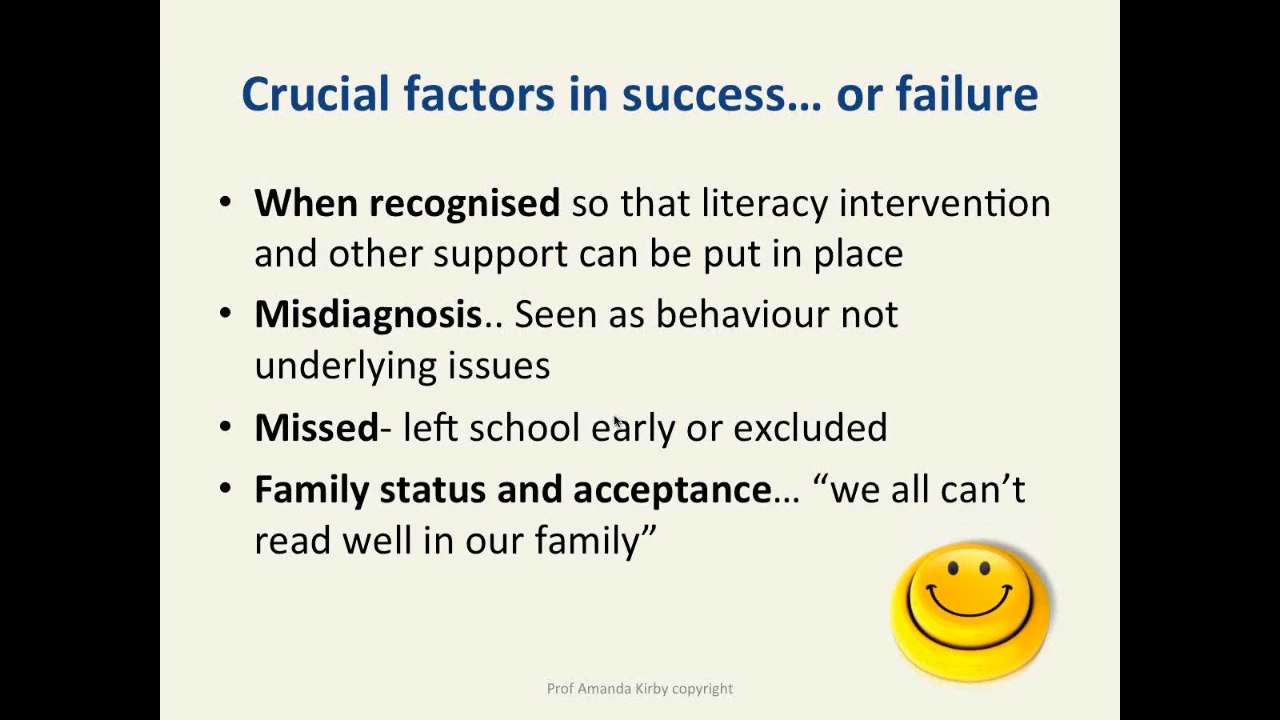 Crucial factors in success... or failure
• When recognised so that literacy intervention
and other support can be put in place
• Misdiagnosis.. Seen as behaviour not
underlying issues
• Missed- left school early or excluded
• Family status and acceptance... “we all can’t
read well in our family”
Prof Amanda Kirby copyright